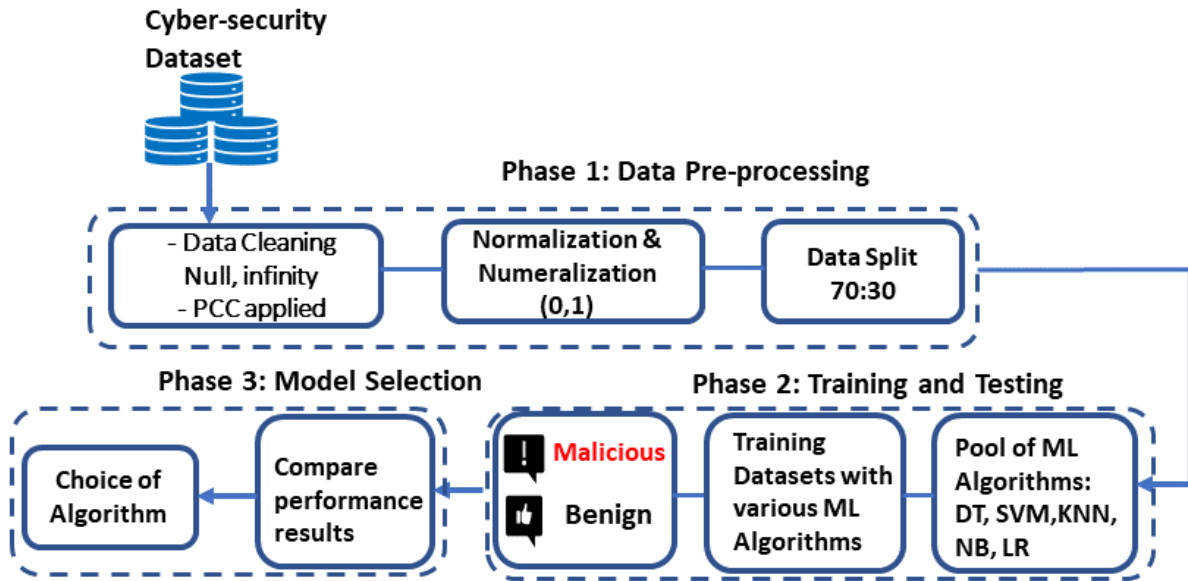 Cyber-security
Dataset
Phase 1: Data Pre-processing
- Data Cleaning
Null, infinity
- PCC applied
Normalization &
Numeralization
(0,1)
Data Split
70:30
Phase 2: Training and Testing
Pool of ML
Algorithms:
DT, SVM,KNN,
NB, LR
Training
Datasets with
various ML
Algorithms
Malicious
Benign
Phase 3: Model Selection
Compare
performance
results
Choice of
Algorithm